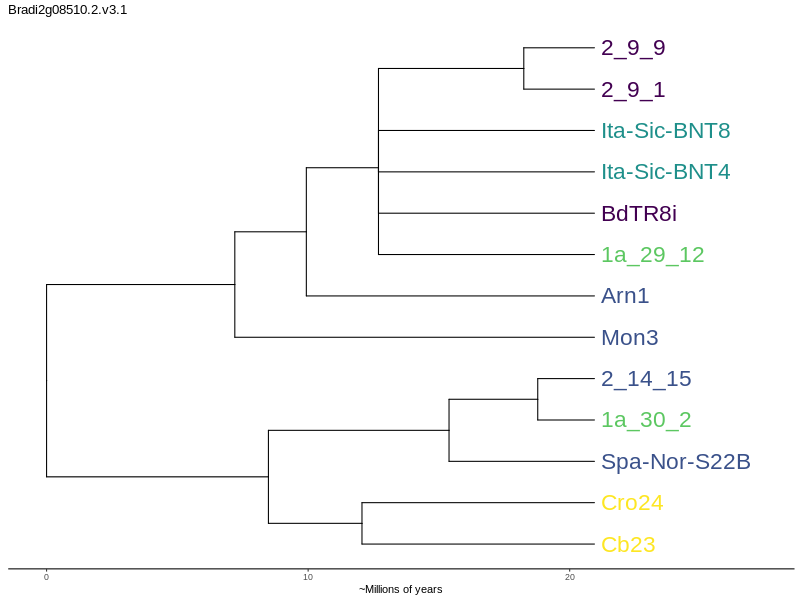 Bradi2g08510.2.v3.1
2_9_9
2_9_1
Ita-Sic-BNT8
Ita-Sic-BNT4
BdTR8i
1a_29_12
Arn1
Mon3
2_14_15
1a_30_2
Spa-Nor-S22B
Cro24
Cb23
0 10 20
~Millions of years